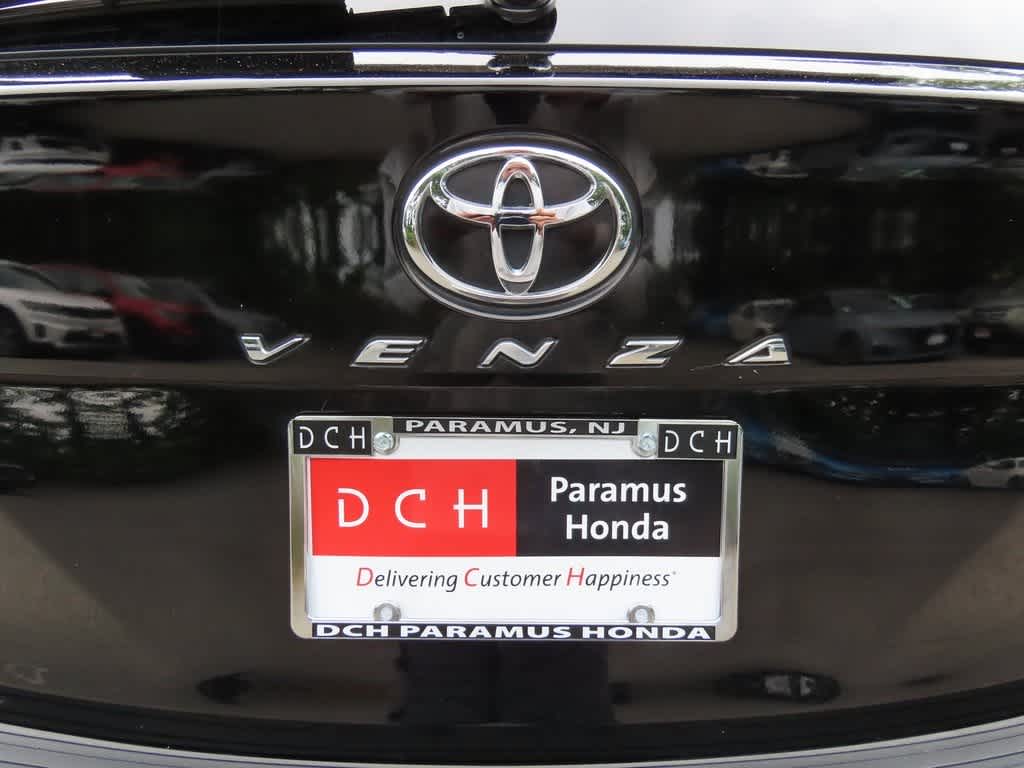 VENZA
PARAMUS, NJ
DCH DCH
DCH
Paramus
Honda
Delivering Customer Happiness*
DCH PARAMUS HONDA